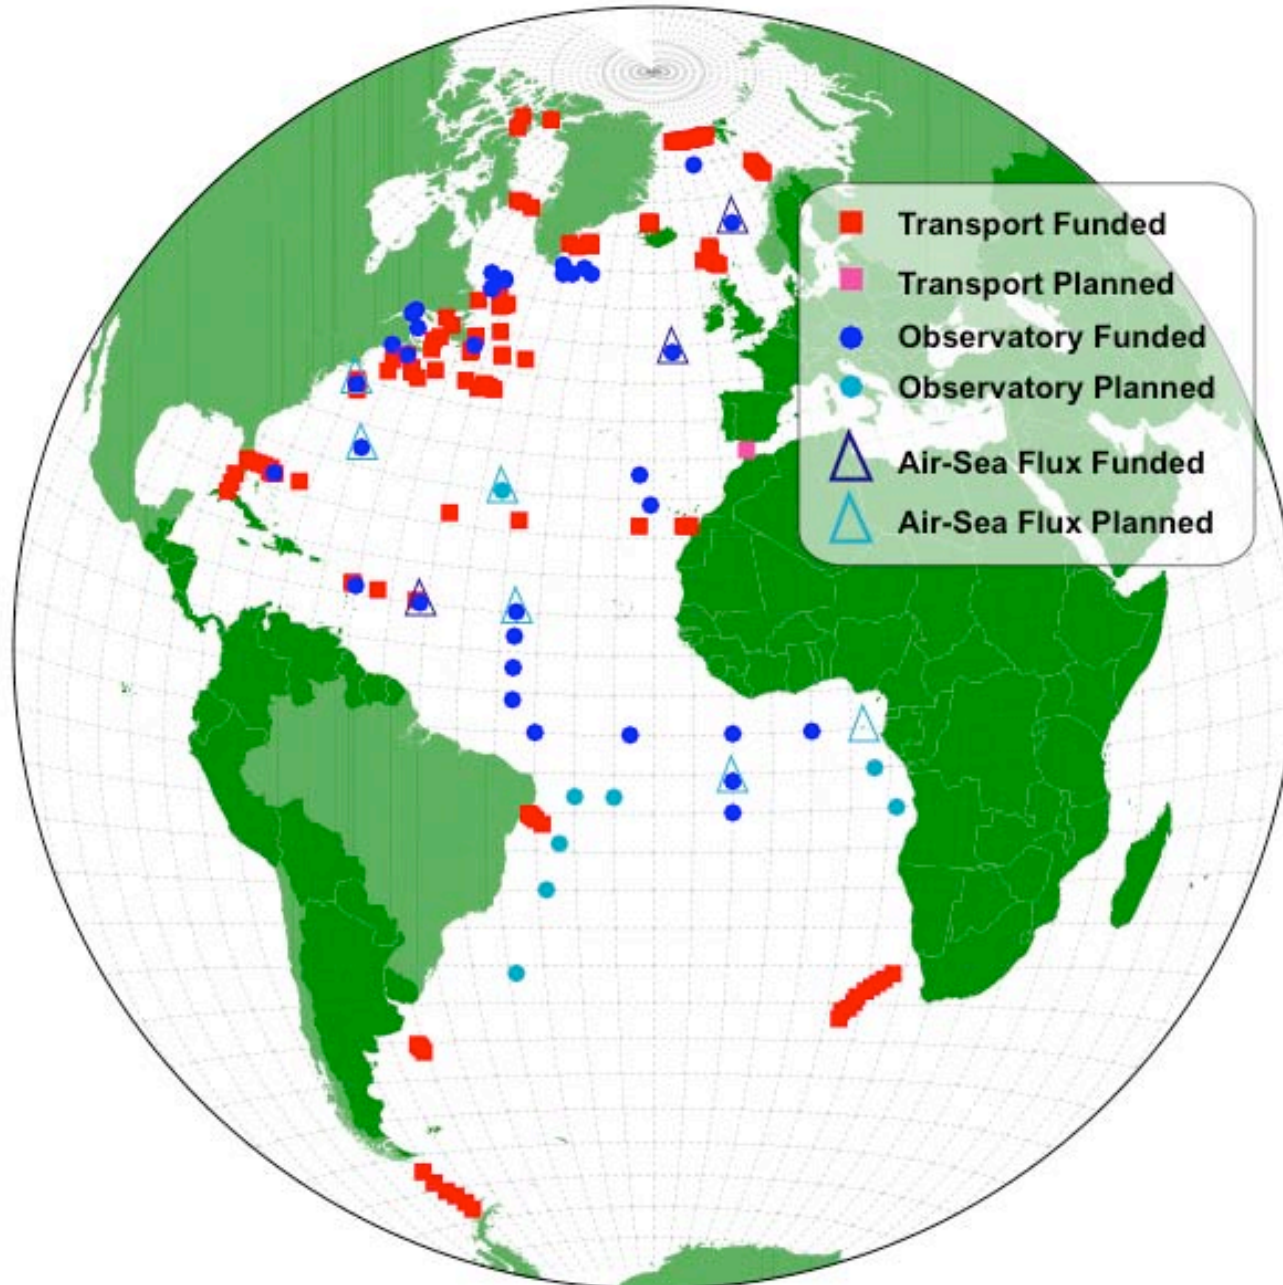 Transport Funded
Transport Planned
Observatory Funded
Observatory Planned
Air-Sea Flux Funded
Air-Sea Flux Planned